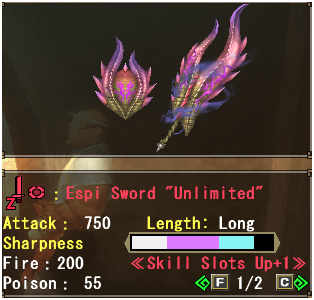 Z : Espi Sword "Unlimited"
Attack: 750 Length: Long
Sharpness
Fire: 200 ≪Skill Slots Up+1≫
Poison: 55 F 1/2 C